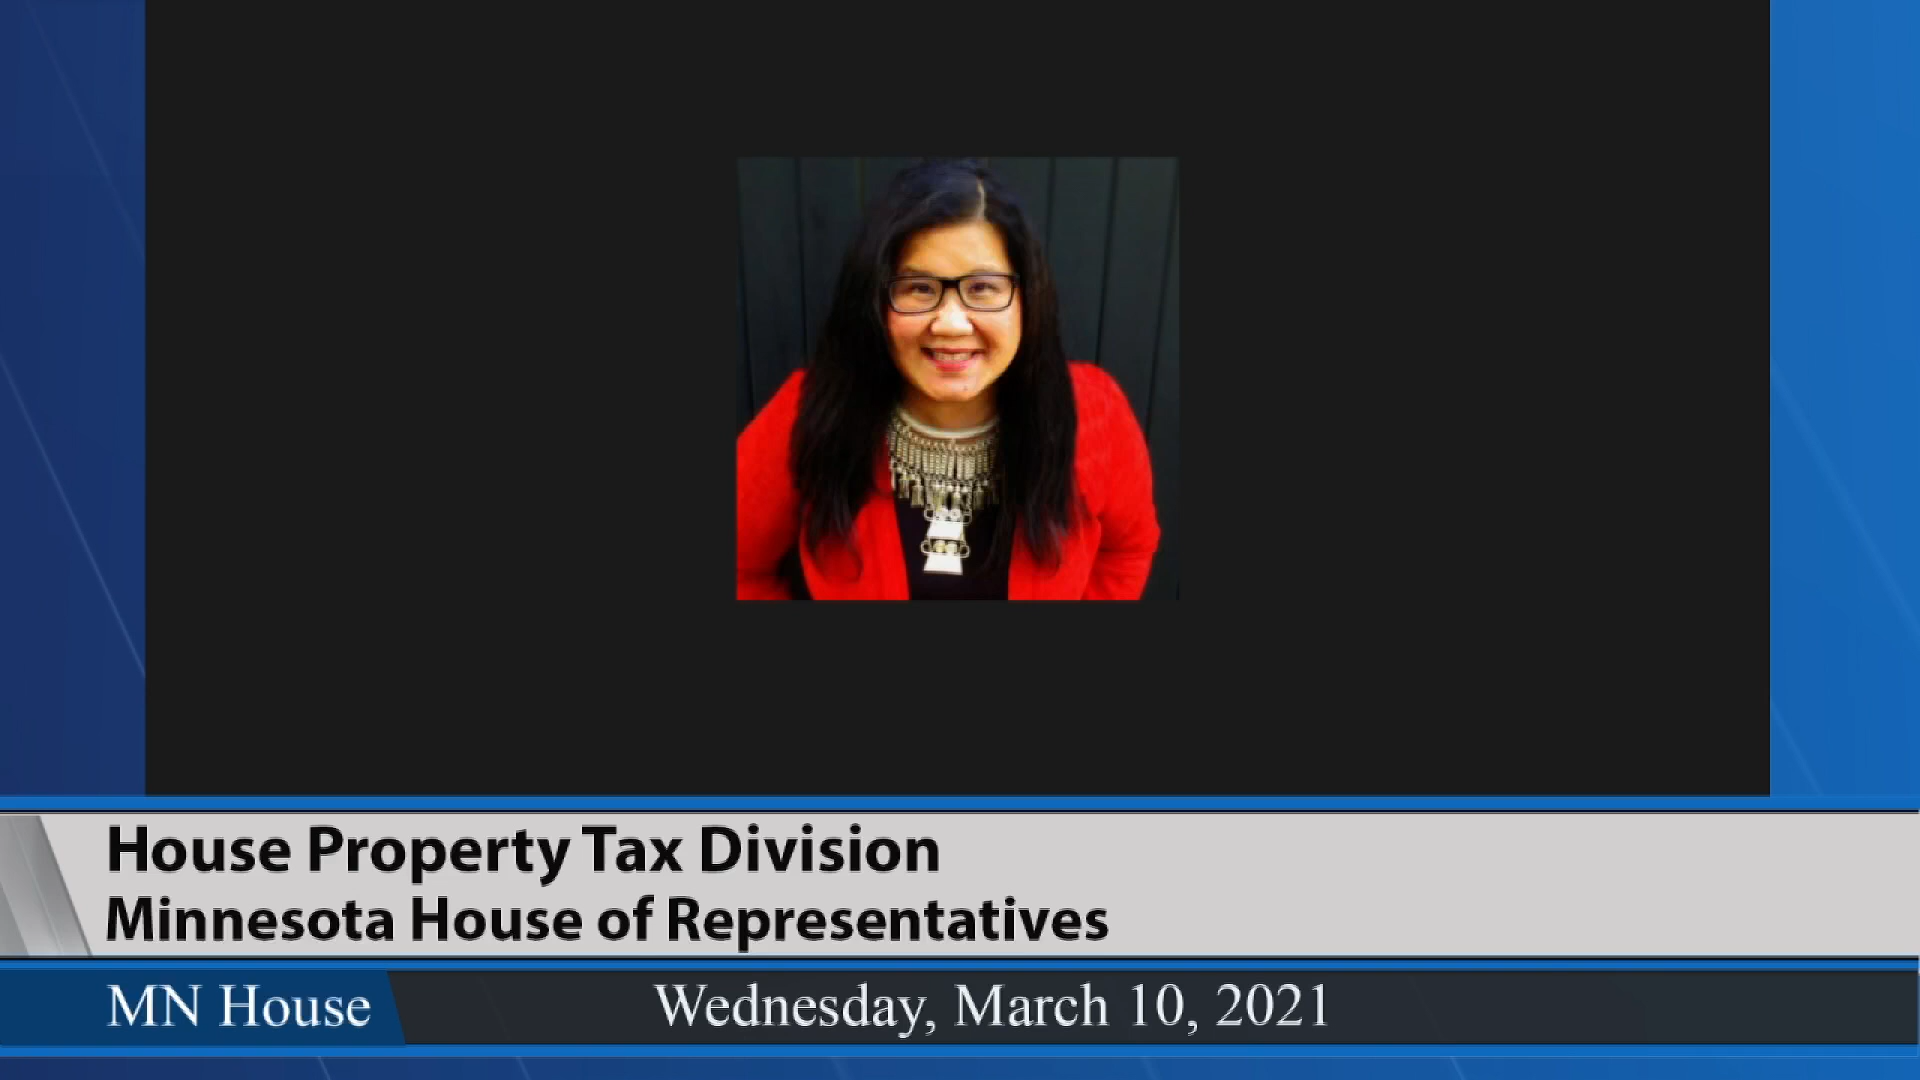 House Property Tax Division
Minnesota House of Representatives
MN House
Wednesday, March 10, 2021